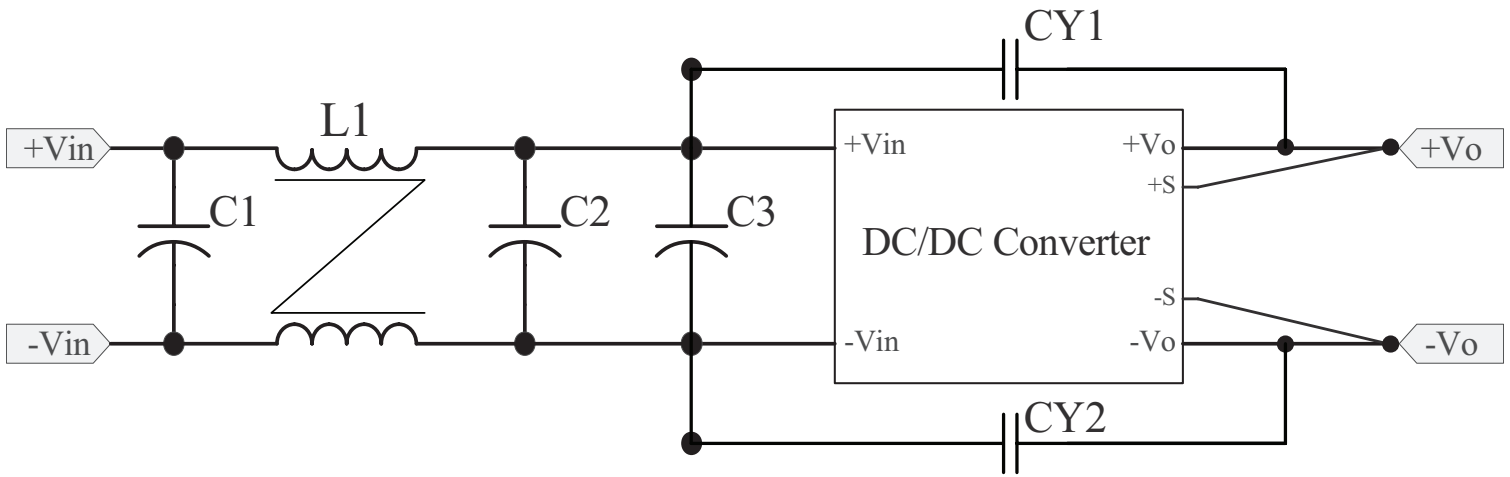 CY1
L1
+Vin
+Vin
+Vo
+Vo
+S
C1
C2
C3
DC/DC Converter
-S
-Vin
-Vin
-Vo
-Vo
CY2